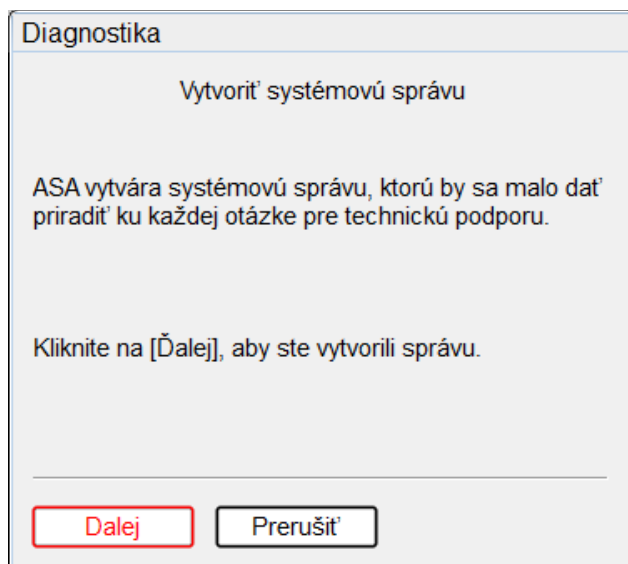 Diagnostika
Vytvoriť systémovú správu
ASA vytvára systémovú správu, ktorú by sa malo dať
priradiť ku každej otázke pre technickú podporu.
Kliknite na [Ďalej], aby ste vytvorili správu.
Dalej
Prerušiť